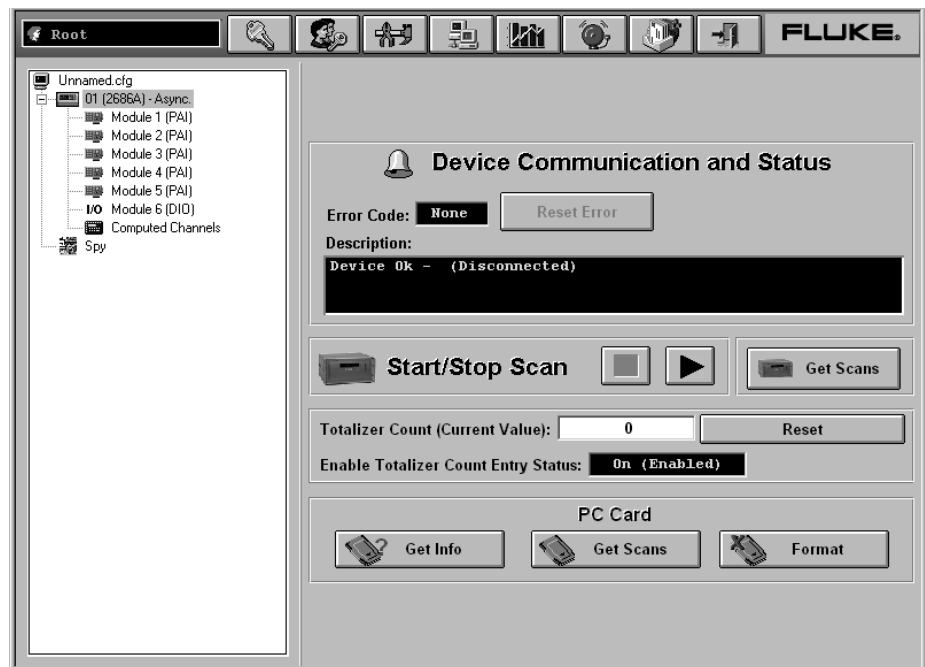 Root
FLUKE®
Unnamed.cfg
01 (2686A) - Async.
Module 1 (PAI)
Module 2 (PAI)
Module 3 (PAI)
Module 4 (PAI)
Module 5 (PAI)
I/O Module 6 (DIO)
Computed Channels
Spy
Device Communication and Status
Error Code: None Reset Error
Description:
Device Ok - (Disconnected)
Start/Stop Scan
Get Scans
Totalizer Count (Current Value): 0 Reset
Enable Totalizer Count Entry Status: On (Enabled)
PC Card
Get Info Get Scans Format